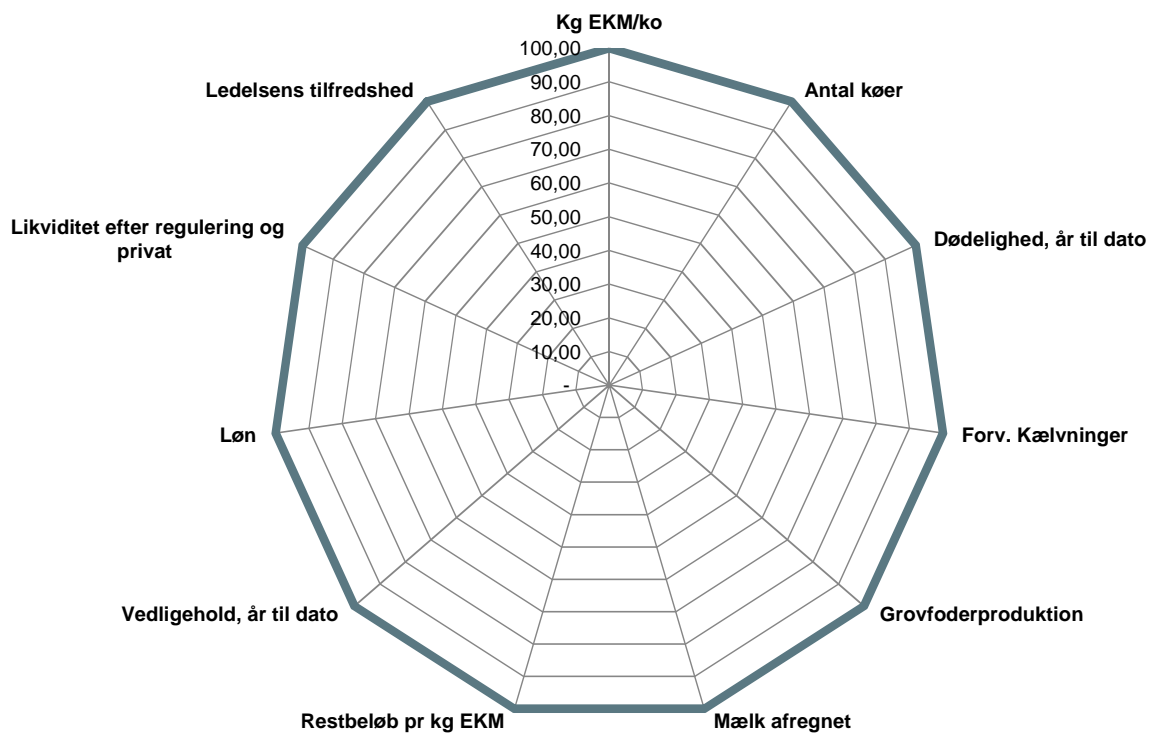 Kg EKM/ko
100,00
90,00
80,00
70,00
60,00
50,00
40,00
30,00
20,00
10,00
-
Antal køer
Dødelighed, år til dato
Forv. Kælvninger
Grovfoderproduktion
Mælk afregnet
Restbeløb pr kg EKM
Vedligehold, år til dato
Løn
Likviditet efter regulering og
privat
Ledelsens tilfredshed